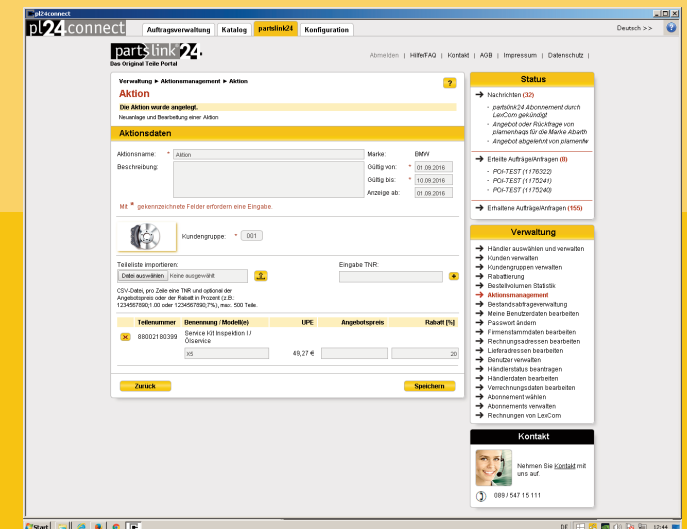 pl24connect
pl24.connect
Auftragsverwaltung Katalog partslink24 Konfiguration
Deutsch >> ?
partslink24
Das Original Teile Portal
Abmelden | Hilfe/FAQ | Kontakt | AGB | Impressum | Datenschutz |
Verwaltung ► Aktionsmanagement ► Aktion
?
Aktion
Die Aktion wurde angelegt.
Neuanlage und Bearbeitung einer Aktion
Aktionsdaten
Aktionsname: * Aktion
Marke: BMW
Beschreibung:
Gültig von: * 01.09.2016
Gültig bis: * 10.09.2016
Anzeige ab: 01.09.2016
Mit * gekennzeichnete Felder erfordern eine Eingabe.
Kundengruppe: * 001
Teileliste importieren:
Eingabe TNR:
Datei auswählen Keine ausgewählt
CSV-Datei, pro Zeile eine
TNR und optional der
Angebotspreis oder der
Rabatt in Prozent (z.B.:
1234567890;1.00 oder 1234567890;7%), max. 500 Teile.
Teilenummer Benennung / Modell(e) UPE Angebotspreis Rabatt [%]
88002180399 Service Kit Inspektion I /
Ölservice
X5 49,27 € 20
Zurück Speichern
Status
Nachrichten (32)
- partslink24 Abonnement durch
LexCom gekündigt
- Angebot oder Rückfrage von
plamenhaqs für die Marke Abarth
- Angebot abgelehnt von plamenfw
Erteilte Aufträge/Anfragen (8)
- POI-TEST (1176322)
- POI-TEST (1175241)
- POI-TEST (1175240)
Erhaltene Aufträge/Anfragen (155)
Verwaltung
Händler auswählen und verwalten
Kunden verwalten
Kundengruppen verwalten
Rabattierung
Bestellvolumen Statistik
Aktionsmanagement
Bestandsabfrageverwaltung
Meine Benutzerdaten bearbeiten
Passwort ändern
Firmenstammdaten bearbeiten
Rechnungsadressen bearbeiten
Lieferadressen bearbeiten
Benutzer verwalten
Händlerstatus beantragen
Händlerdaten bearbeiten
Verrechnungsdaten bearbeiten
Abonnement wählen
Abonnements verwalten
Rechnungen von LexCom
Kontakt
Nehmen Sie Kontakt mit
uns auf.
089 / 547 15 111
Start
DE
12:44